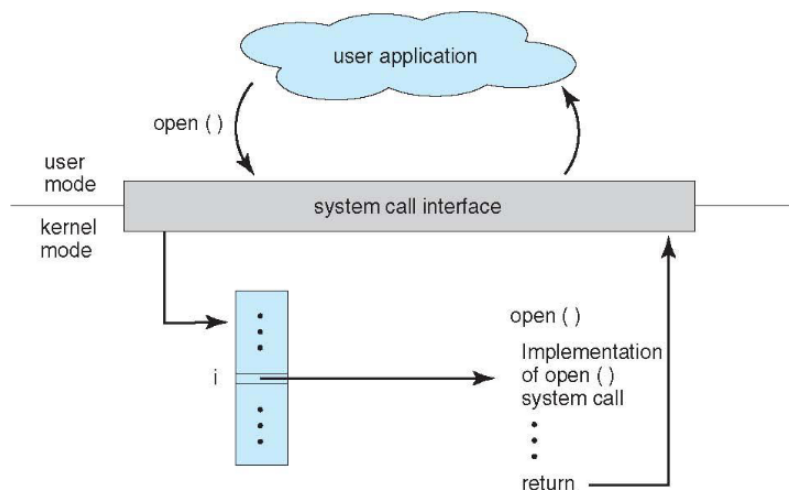 user application
open ( )
user
mode
system call interface
kernel
mode
open ( )
i
Implementation
of open ( )
system call
return